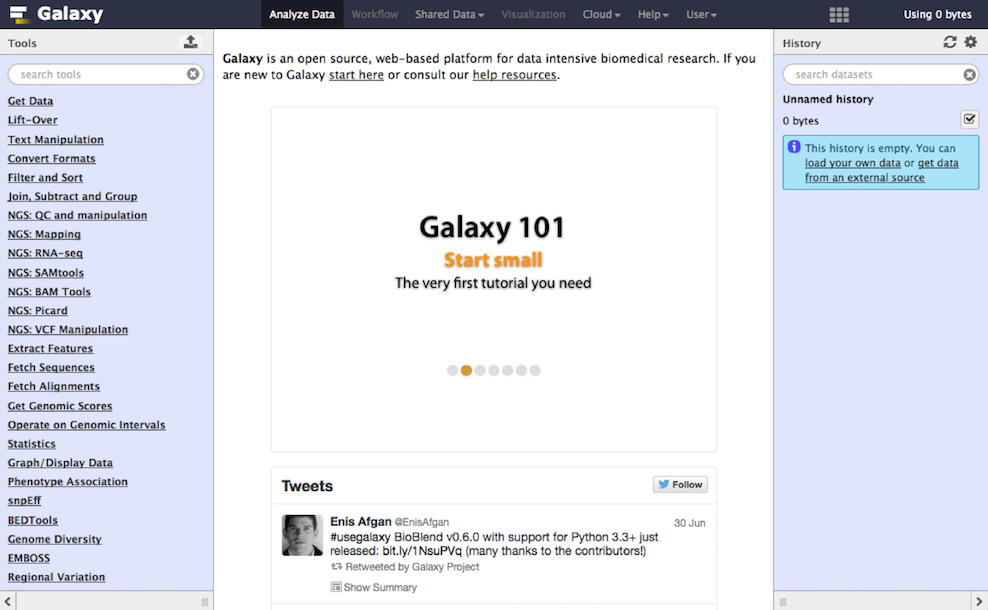 Galaxy
Analyze Data
Workflow
Shared Data
Visualization
Cloud
Help
User
Using 0 bytes
Tools
search tools
Get Data
Lift-Over
Text Manipulation
Convert Formats
Filter and Sort
Join, Subtract and Group
NGS: QC and manipulation
NGS: Mapping
NGS: RNA-seq
NGS: SAMtools
NGS: BAM Tools
NGS: Picard
NGS: VCF Manipulation
Extract Features
Fetch Sequences
Fetch Alignments
Get Genomic Scores
Operate on Genomic Intervals
Statistics
Graph/Display Data
Phenotype Association
snpEff
BEDTools
Genome Diversity
EMBOSS
Regional Variation
Galaxy is an open source, web-based platform for data intensive biomedical research. If you
are new to Galaxy start here or consult our help resources.
Galaxy 101
Start small
The very first tutorial you need
Tweets
Follow
Enis Afgan @EnisAfgan
30 Jun
#usegalaxy BioBlend v0.6.0 with support for Python 3.3+ just
released: bit.ly/1NsuPVq (many thanks to the contributors!)
Retweeted by Galaxy Project
Show Summary
History
search datasets
Unnamed history
0 bytes
This history is empty. You can
load your own data or get data
from an external source